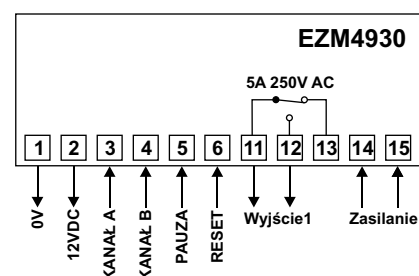 EZM4930
5A 250V AC
1 2 3 4 5 6 11 12 13 14 15
0V
12VDC
KANAŁ A
KANAŁ B
PAUZA
RESET
Wyjście1
Zasilanie